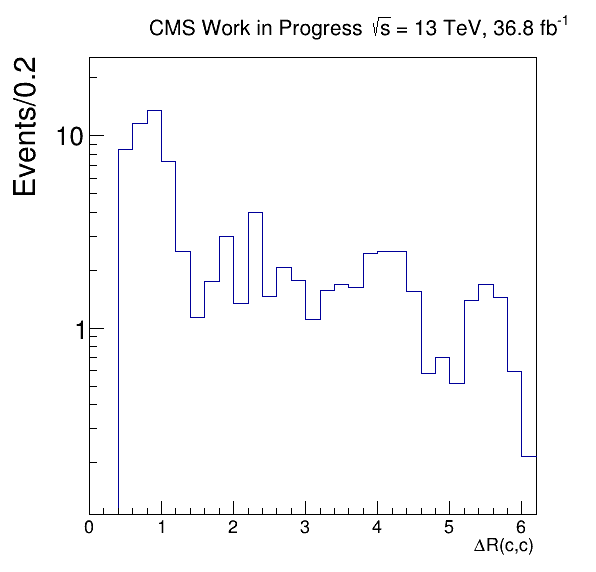 CMS Work in Progress √s = 13 TeV, 36.8 fb⁻¹
Events/0.2
10
1
0 1 2 3 4 5 6
ΔR(c,c)